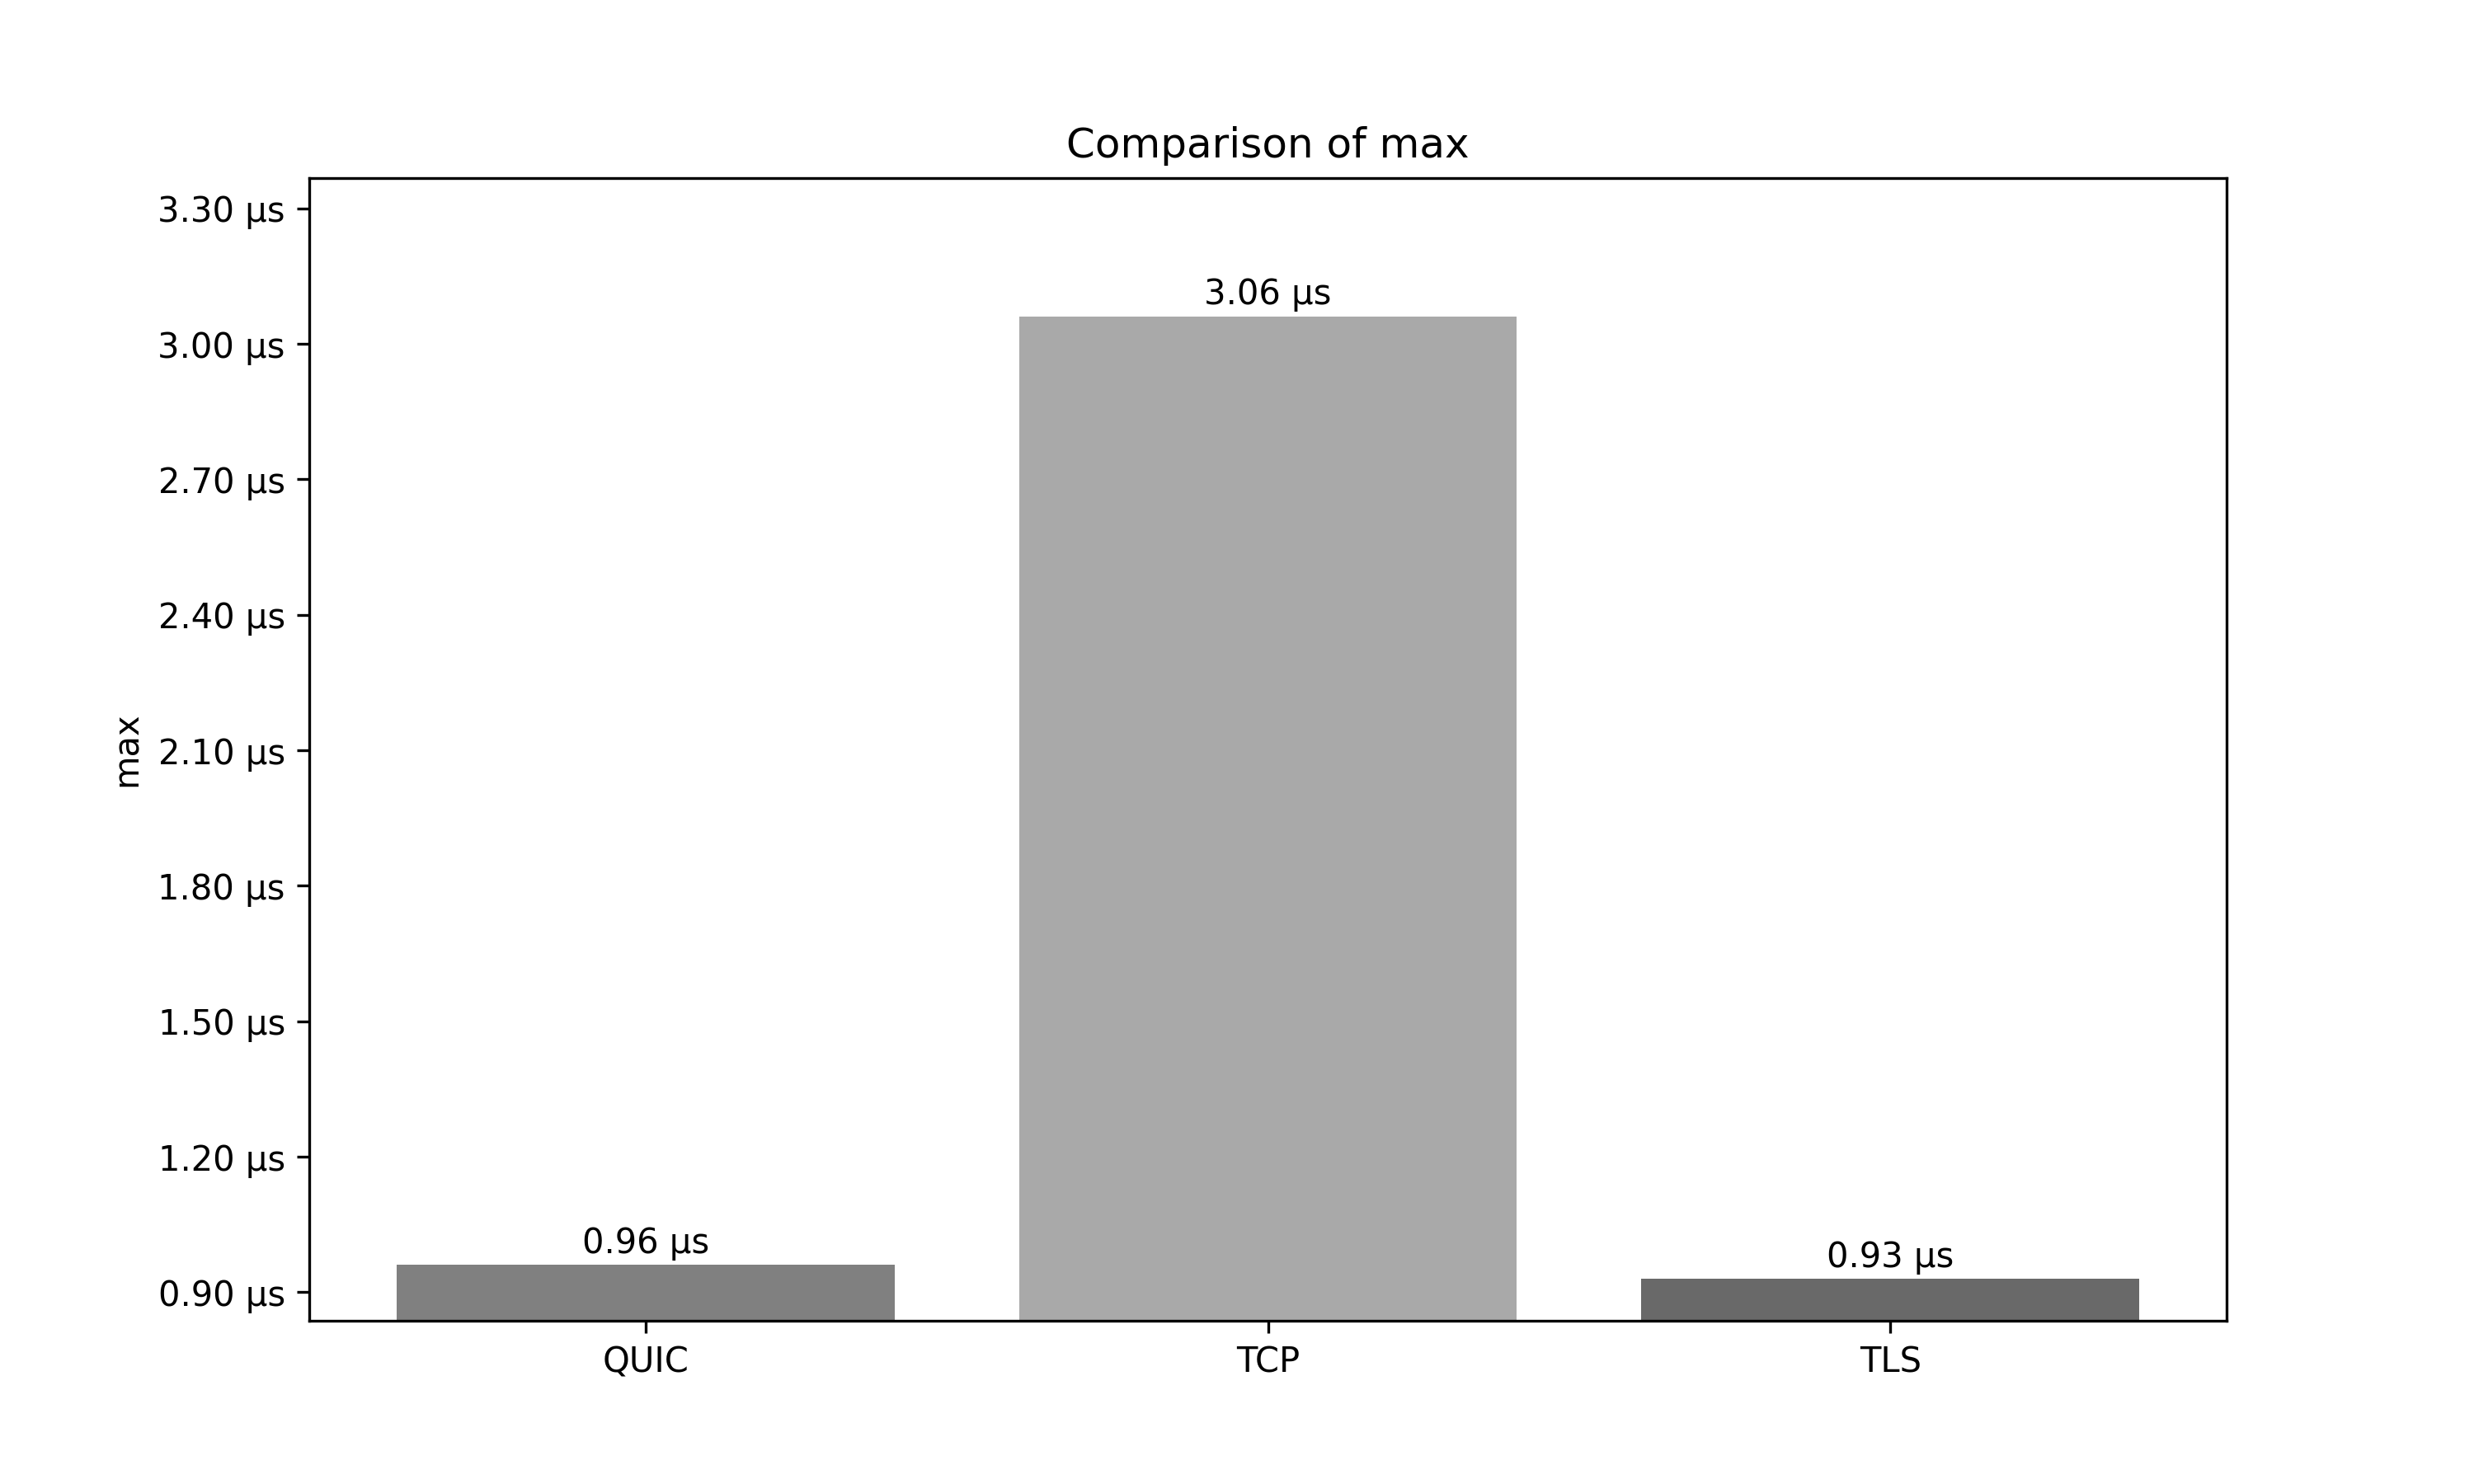 Comparison of max
3.30 µs
3.00 µs
2.70 µs
2.40 µs
2.10 µs
1.80 µs
1.50 µs
1.20 µs
0.90 µs
max
0.96 µs
3.06 µs
0.93 µs
QUIC
TCP
TLS